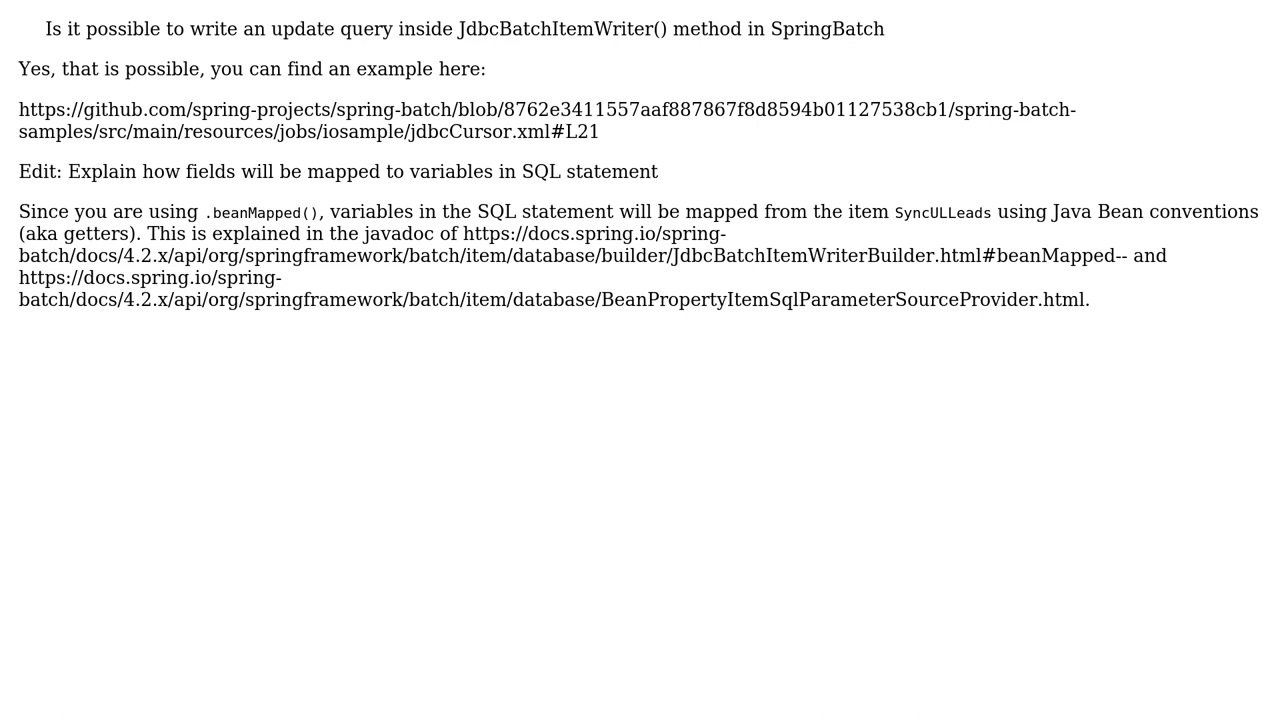 Is it possible to write an update query inside JdbcBatchItemWriter() method in SpringBatch
Yes, that is possible, you can find an example here:
https://github.com/spring-projects/spring-batch/blob/8762e3411557aaf887867f8d8594b01127538cb1/spring-batch-
samples/src/main/resources/jobs/iosample/jdbcCursor.xml#L21
Edit: Explain how fields will be mapped to variables in SQL statement
Since you are using .beanMapped(), variables in the SQL statement will be mapped from the item SyncULLeads using Java Bean conventions
(aka getters). This is explained in the javadoc of https://docs.spring.io/spring-
batch/docs/4.2.x/api/org/springframework/batch/item/database/builder/JdbcBatchItemWriterBuilder.html#beanMapped-- and
https://docs.spring.io/spring-
batch/docs/4.2.x/api/org/springframework/batch/item/database/BeanPropertyItemSqlParameterSourceProvider.html.